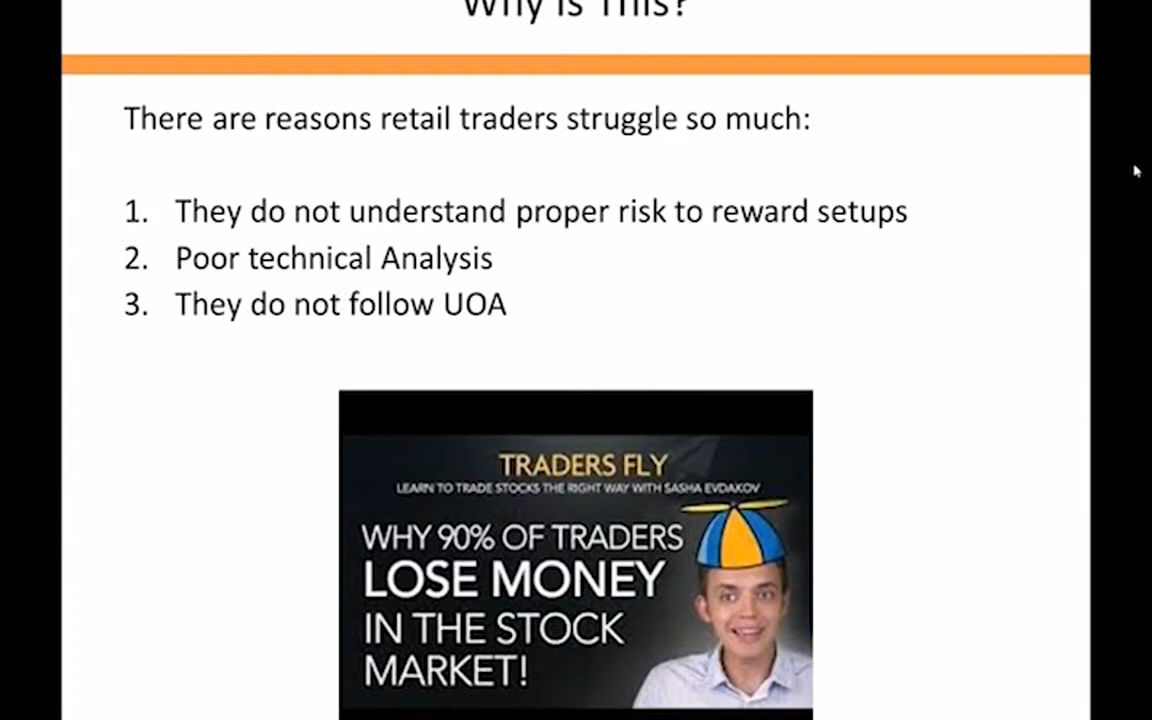 Why Is This?
There are reasons retail traders struggle so much:
1. They do not understand proper risk to reward setups
2. Poor technical Analysis
3. They do not follow UOA
TRADERS FLY
LEARN TO TRADE STOCKS THE RIGHT WAY WITH SASHA EVDAKOV
WHY 90% OF TRADERS
LOSE MONEY
IN THE STOCK
MARKET!